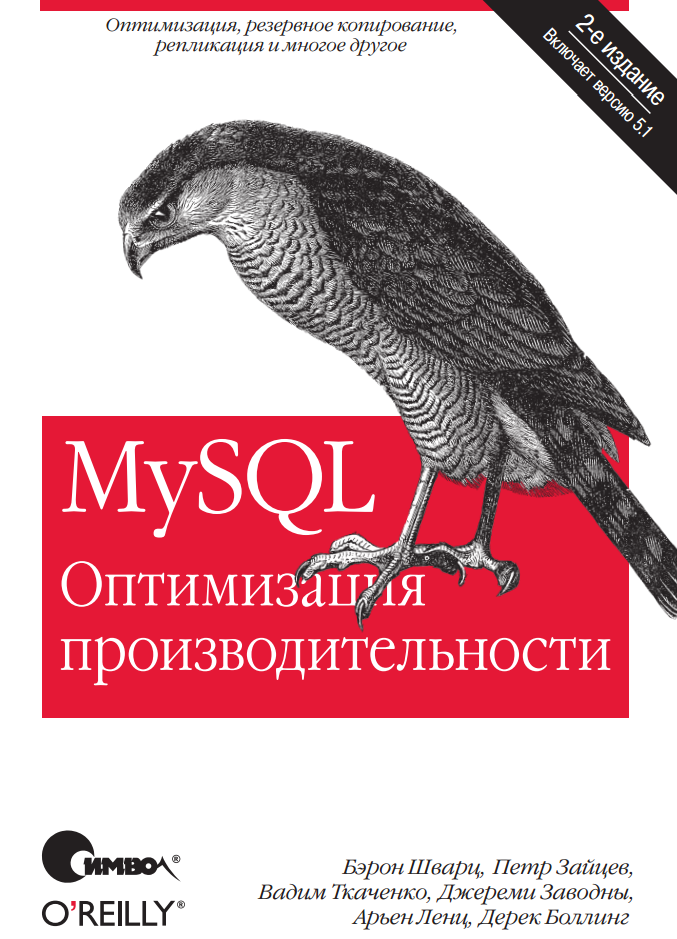 Оптимизация, резервное копирование,
репликация и многое другое
2-е издание
Включает версию 5.1
MySQL
Оптимизация
производительности
Символ®
O'REILLY®
Бэрон Шварц, Петр Зайцев,
Вадим Ткаченко, Джереми Заводны,
Арьен Ленц, Дерек Боллинг